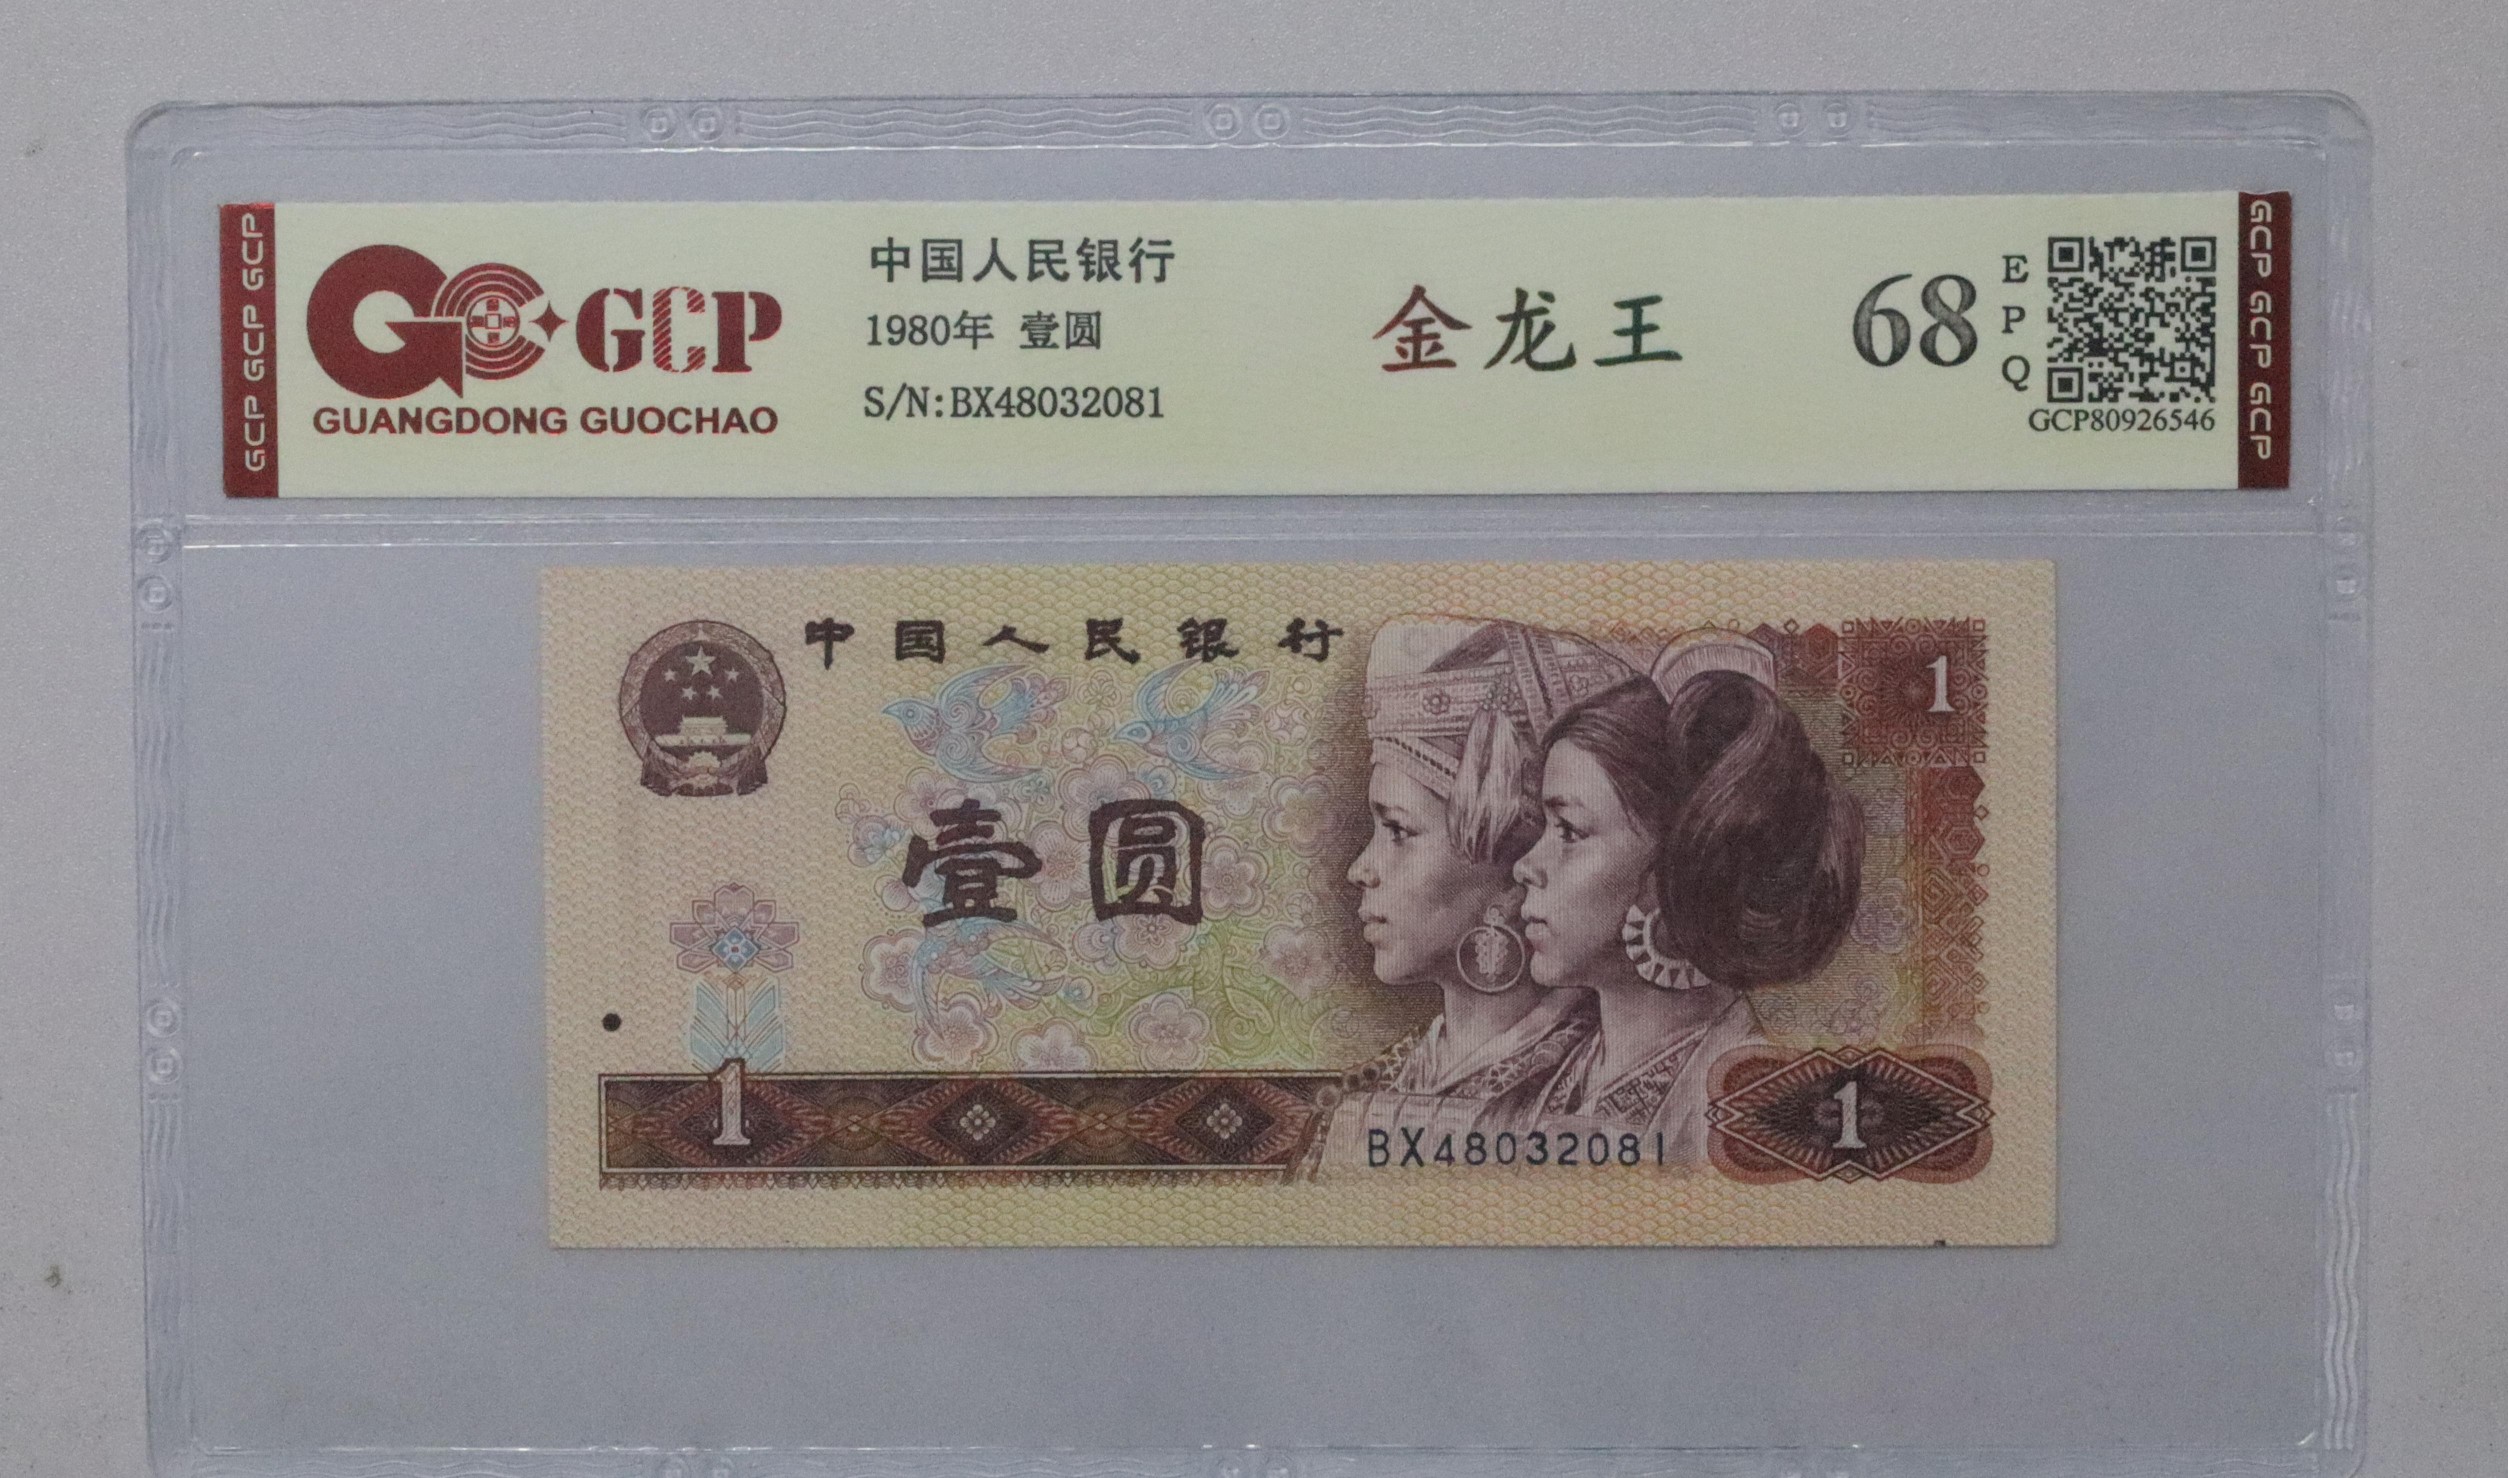 GCP GCP GCP
GCP
GUANGDONG GUOCHAO
中国人民银行
1980年 壹圆
S/N:BX48032081
金龙王
68
EPQ
GCP80926546
GCP GCP GCP
中国人民银行
1
壹圆
1
BX48032081
1